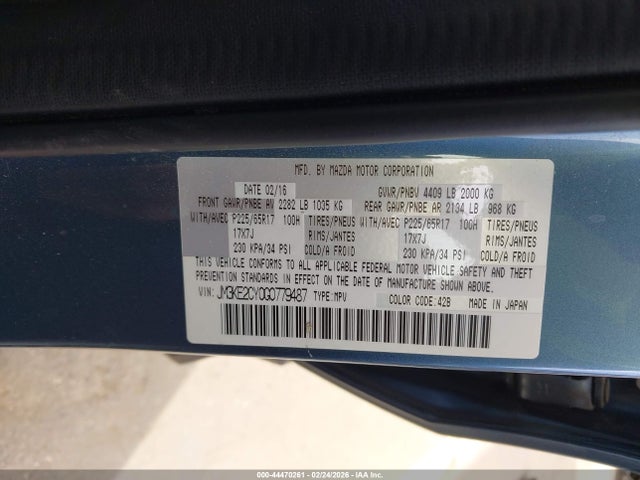 MFD. BY MAZDA MOTOR CORPORATION
DATE 02/16 GVWR/PNBV 4409 LB 2000 KG
FRONT GAWR/PNBE AV 2282 LB 1035 KG REAR GAWR/PNBE AR 2134 LB 968 KG
WITH/AVEC P225/65R17 100H TIRES/PNEUS WITH/AVEC P225/65R17 100H TIRES/PNEUS
17X7J RIMS/JANTES 17X7J RIMS/JANTES
230 KPA/34 PSI COLD/A FROID 230 KPA/34 PSI COLD/A FROID
THIS VEHICLE CONFORMS TO ALL APPLICABLE FEDERAL MOTOR VEHICLE SAFETY AND THEFT
PREVENTION STANDARDS IN EFFECT ON THE DATE OF MANUFACTURE SHOWN ABOVE.
VIN: JM3KE2CY0G0779487 TYPE: MPV COLOR CODE: 42B MADE IN JAPAN
000-44470261 - 02/24/2026 - IAAI.COM